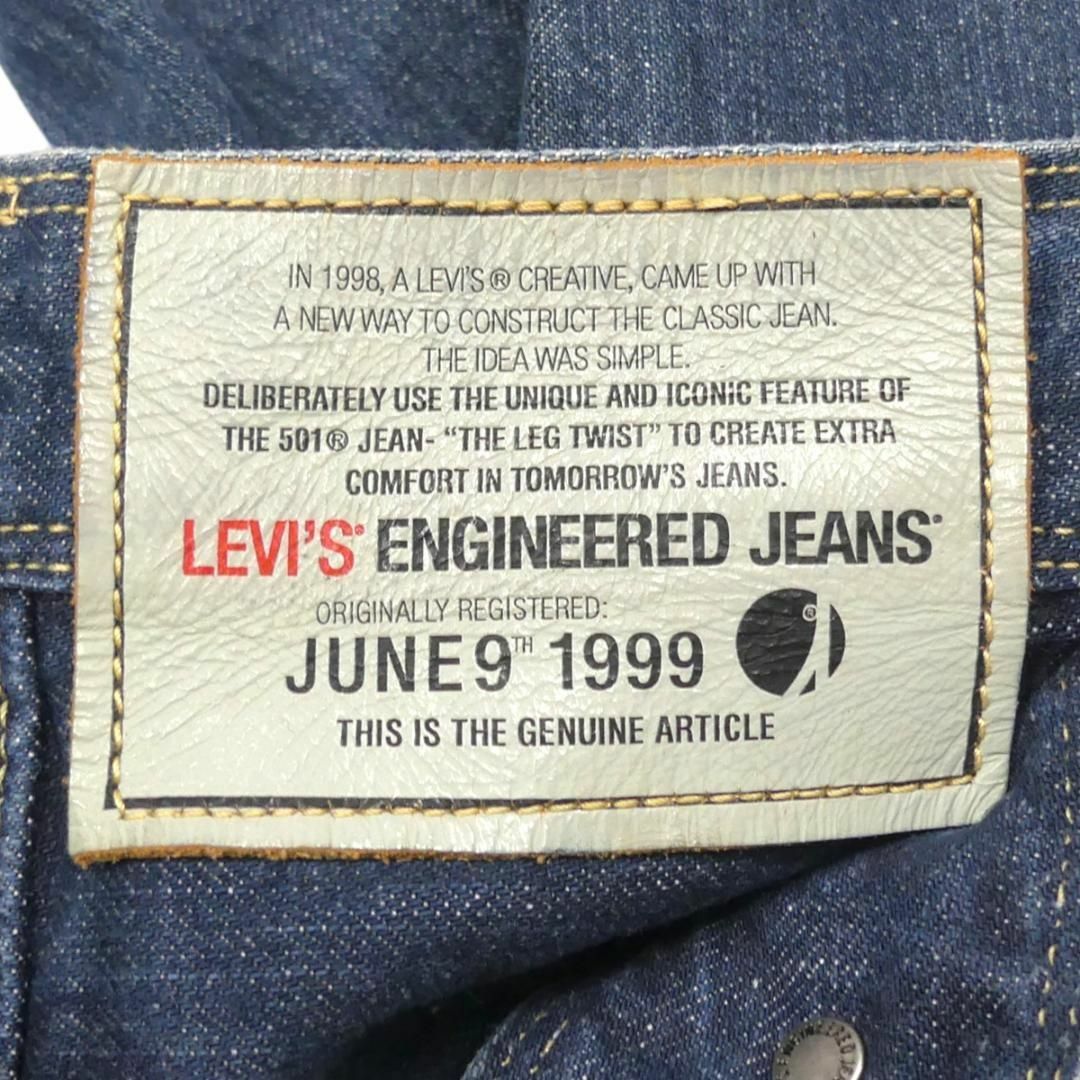 IN 1998, A LEVI'S® CREATIVE, CAME UP WITH
A NEW WAY TO CONSTRUCT THE CLASSIC JEAN.
THE IDEA WAS SIMPLE.
DELIBERATELY USE THE UNIQUE AND ICONIC FEATURE OF
THE 501® JEAN- “THE LEG TWIST” TO CREATE EXTRA
COMFORT IN TOMORROW'S JEANS.
LEVI'S® ENGINEERED JEANS®
ORIGINALLY REGISTERED:
JUNE 9TH 1999
®
THIS IS THE GENUINE ARTICLE